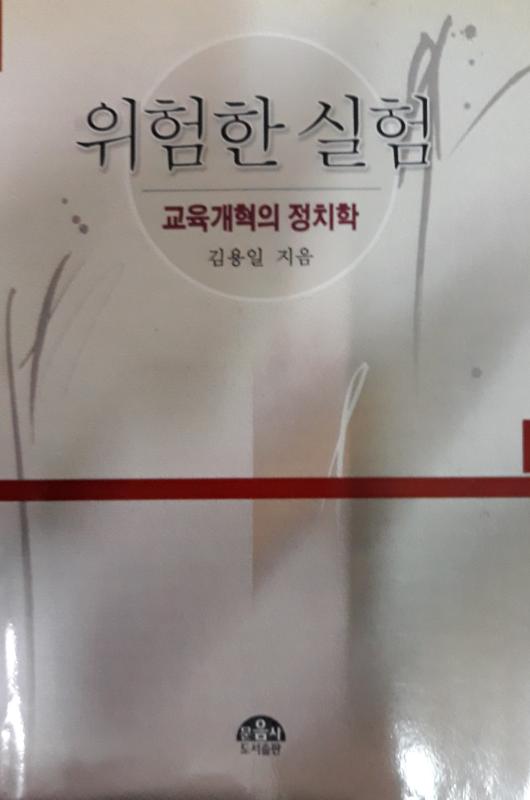 위험한 실험
교육개혁의 정치학
김용일 지음
문음사
도서출판